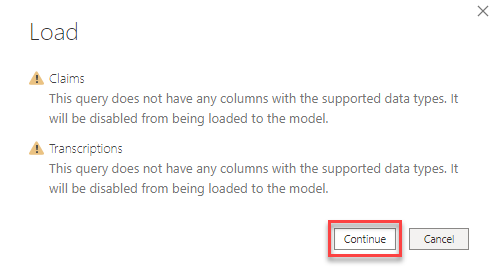 Load
Claims
This query does not have any columns with the supported data types. It
will be disabled from being loaded to the model.
Transcriptions
This query does not have any columns with the supported data types. It
will be disabled from being loaded to the model.
Continue Cancel